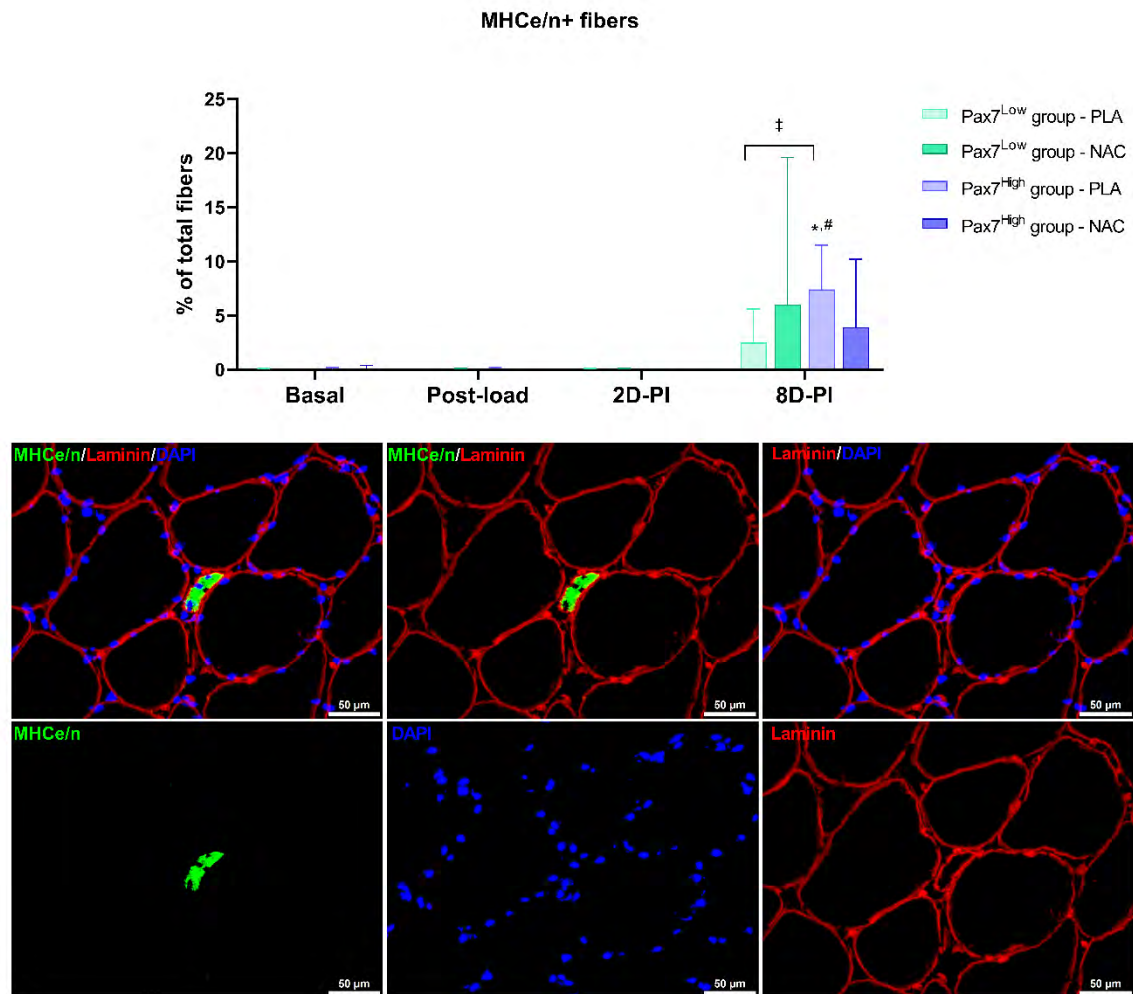 MHCe/n+ fibers
% of total fibers
25
20
15
10
5
0
‡
*,#
Basal
Post-load
2D-PI
8D-PI
Pax7Low group - PLA
Pax7Low group - NAC
Pax7High group - PLA
Pax7High group - NAC
MHCe/n/Laminin/DAPI
50 µm
MHCe/n/Laminin
50 µm
Laminin/DAPI
50 µm
MHCe/n
50 µm
DAPI
50 µm
Laminin
50 µm